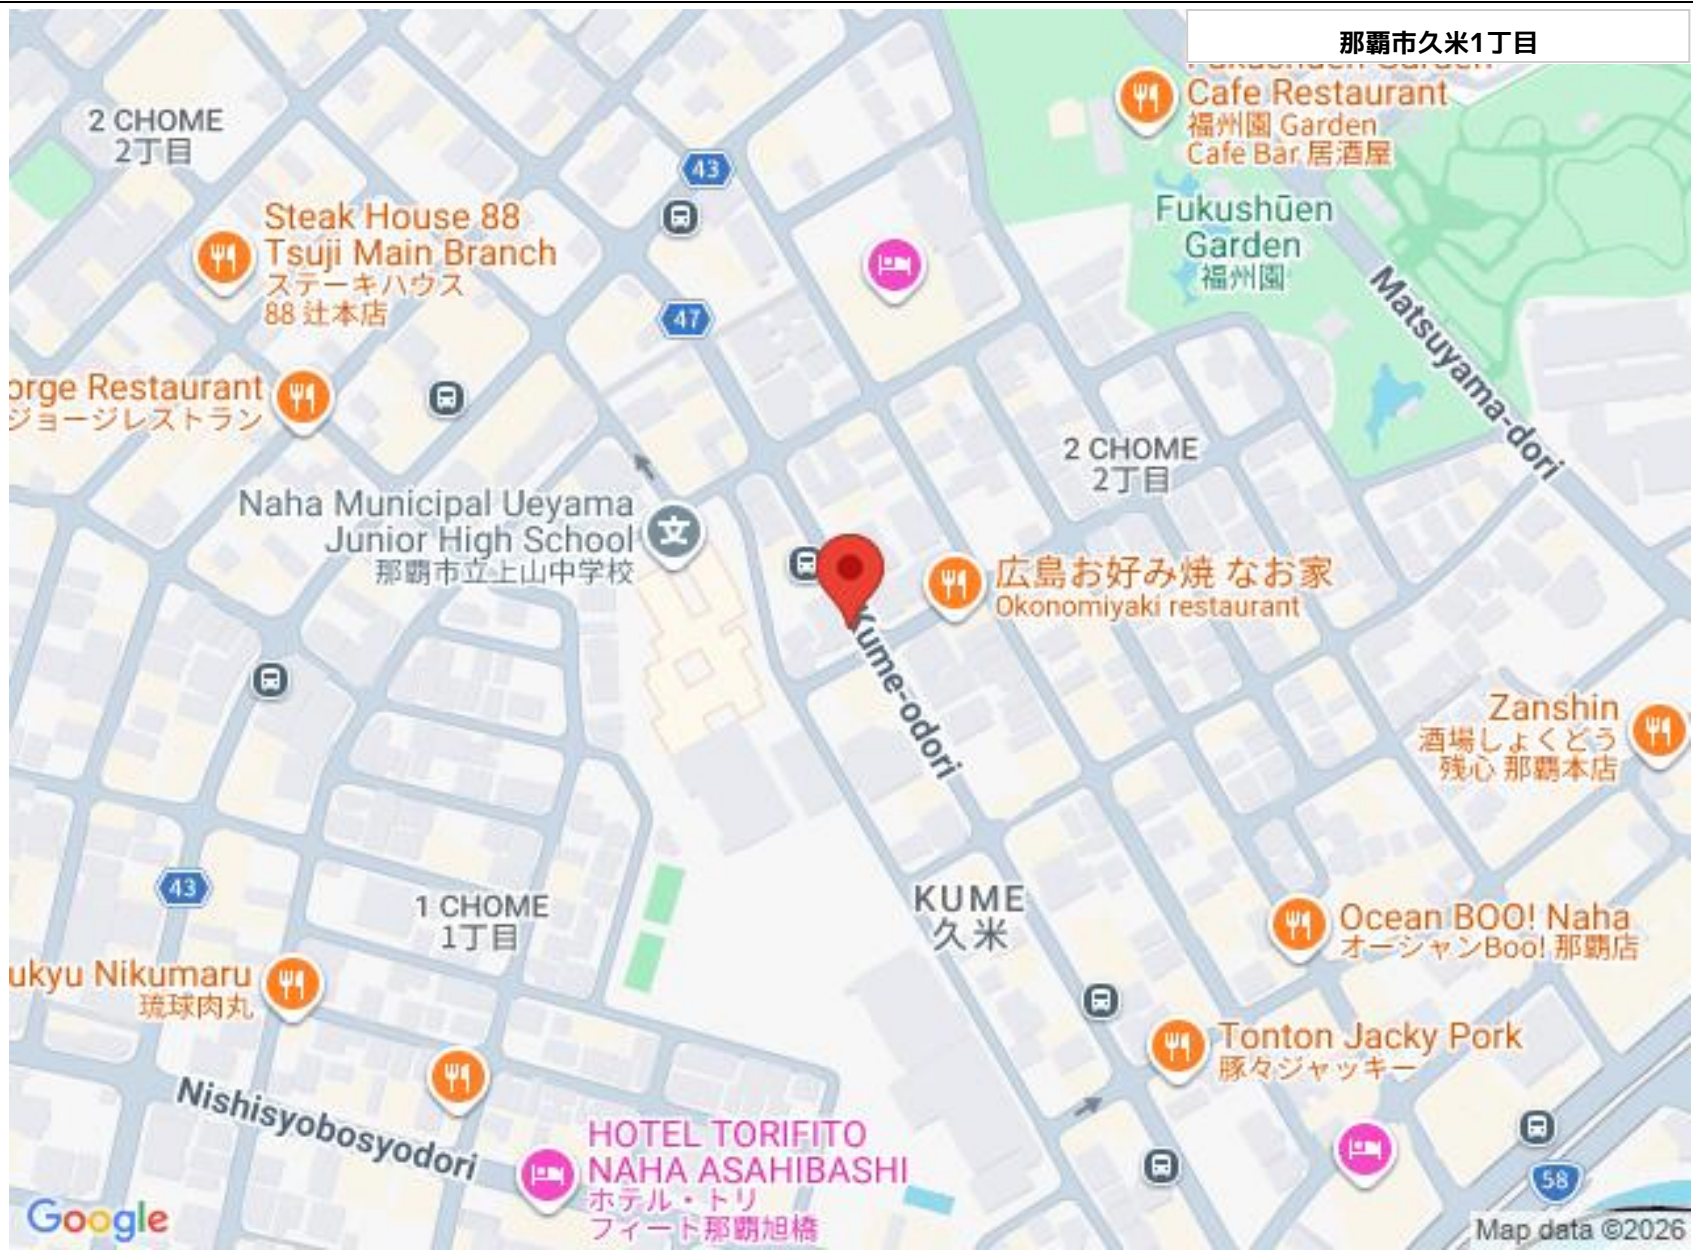 那覇市久米1丁目
Cafe Restaurant
福州園 Garden
Cafe Bar 居酒屋
2 CHOME
2丁目
43
Fukushūen
Garden
福州園
Steak House 88
Tsuji Main Branch
ステーキハウス
88 辻本店
47
Matsuyama-dori
orge Restaurant
ジョージレストラン
2 CHOME
2丁目
Naha Municipal Ueyama
Junior High School
那覇市立上山中学校
文
広島お好み焼 なお家
Okonomiyaki restaurant
Kume-odori
Zanshin
酒場しょくどう
残心 那覇本店
43
1 CHOME
1丁目
KUME
久米
Ocean BOO! Naha
オーシャンBoo! 那覇店
ukyu Nikumaru
琉球肉丸
Tonton Jacky Pork
豚々ジャッキー
Nishisyobosyodori
HOTEL TORIFITO
NAHA ASAHIBASHI
ホテル・トリ
フィート那覇旭橋
58
Google
Map data ©2026